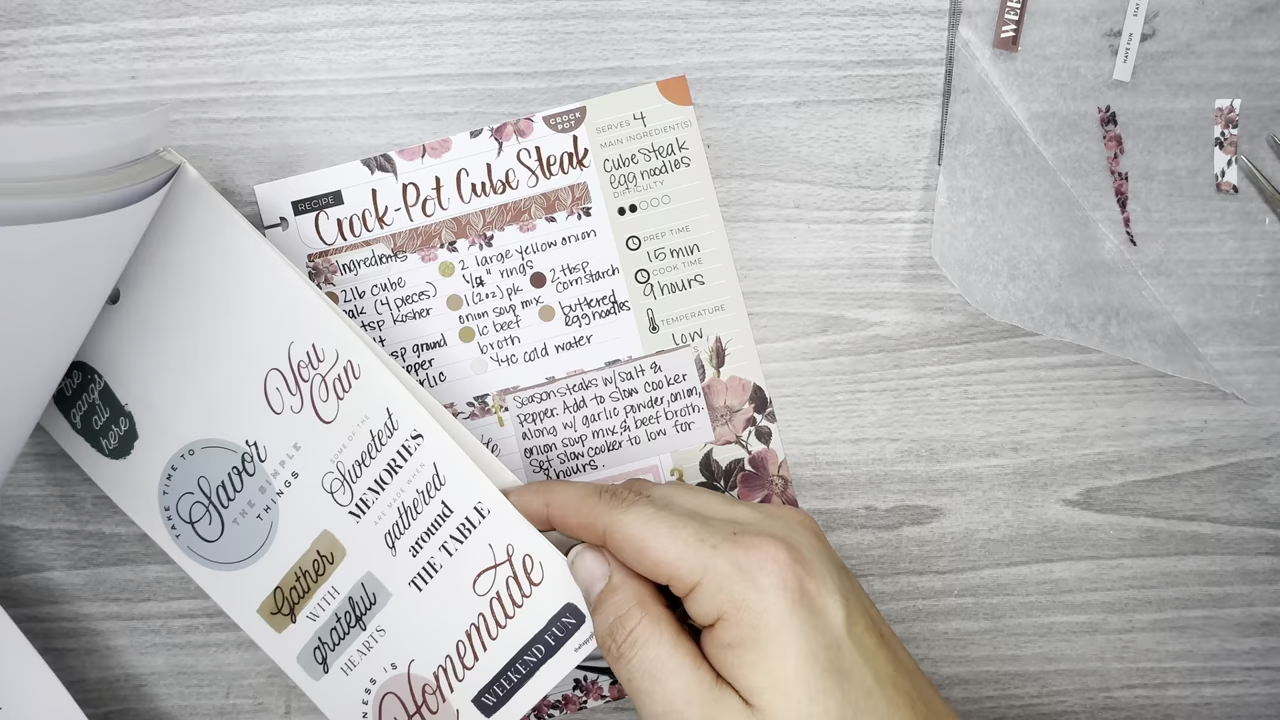 CROCK
POT
RECIPE
Crock-Pot Cube Steak
Ingredients
2lb cube
(4 pieces)
tsp kosher
ground
2 large yellow onion
1/4" rings
1(2oz) pk
onion soup mix
1c beef
broth
1/4c cold water
2 tbsp
cornstarch
buttered
egg noodles
SERVES 4
MAIN INGREDIENT(S)
cube steak
egg noodles
DIFFICULTY
PREP TIME
15 min
COOK TIME
9 hours
TEMPERATURE
low
Season steaks w/ salt &
pepper. Add to slow cooker
along w/ garlic powder, onion,
onion soup mix, & beef broth.
Set slow cooker to low for
8 hours.
the
gang's
all
here
You
Can
TAKE TIME TO
Savor
THE SIMPLE
THINGS
SOME OF THE
Sweetest
MEMORIES
ARE MADE WHEN
gathered
around
THE TABLE
Gather
WITH
grateful
HEARTS
IS
Homemade
WEEKEND FUN
HAVE FUN
STAY